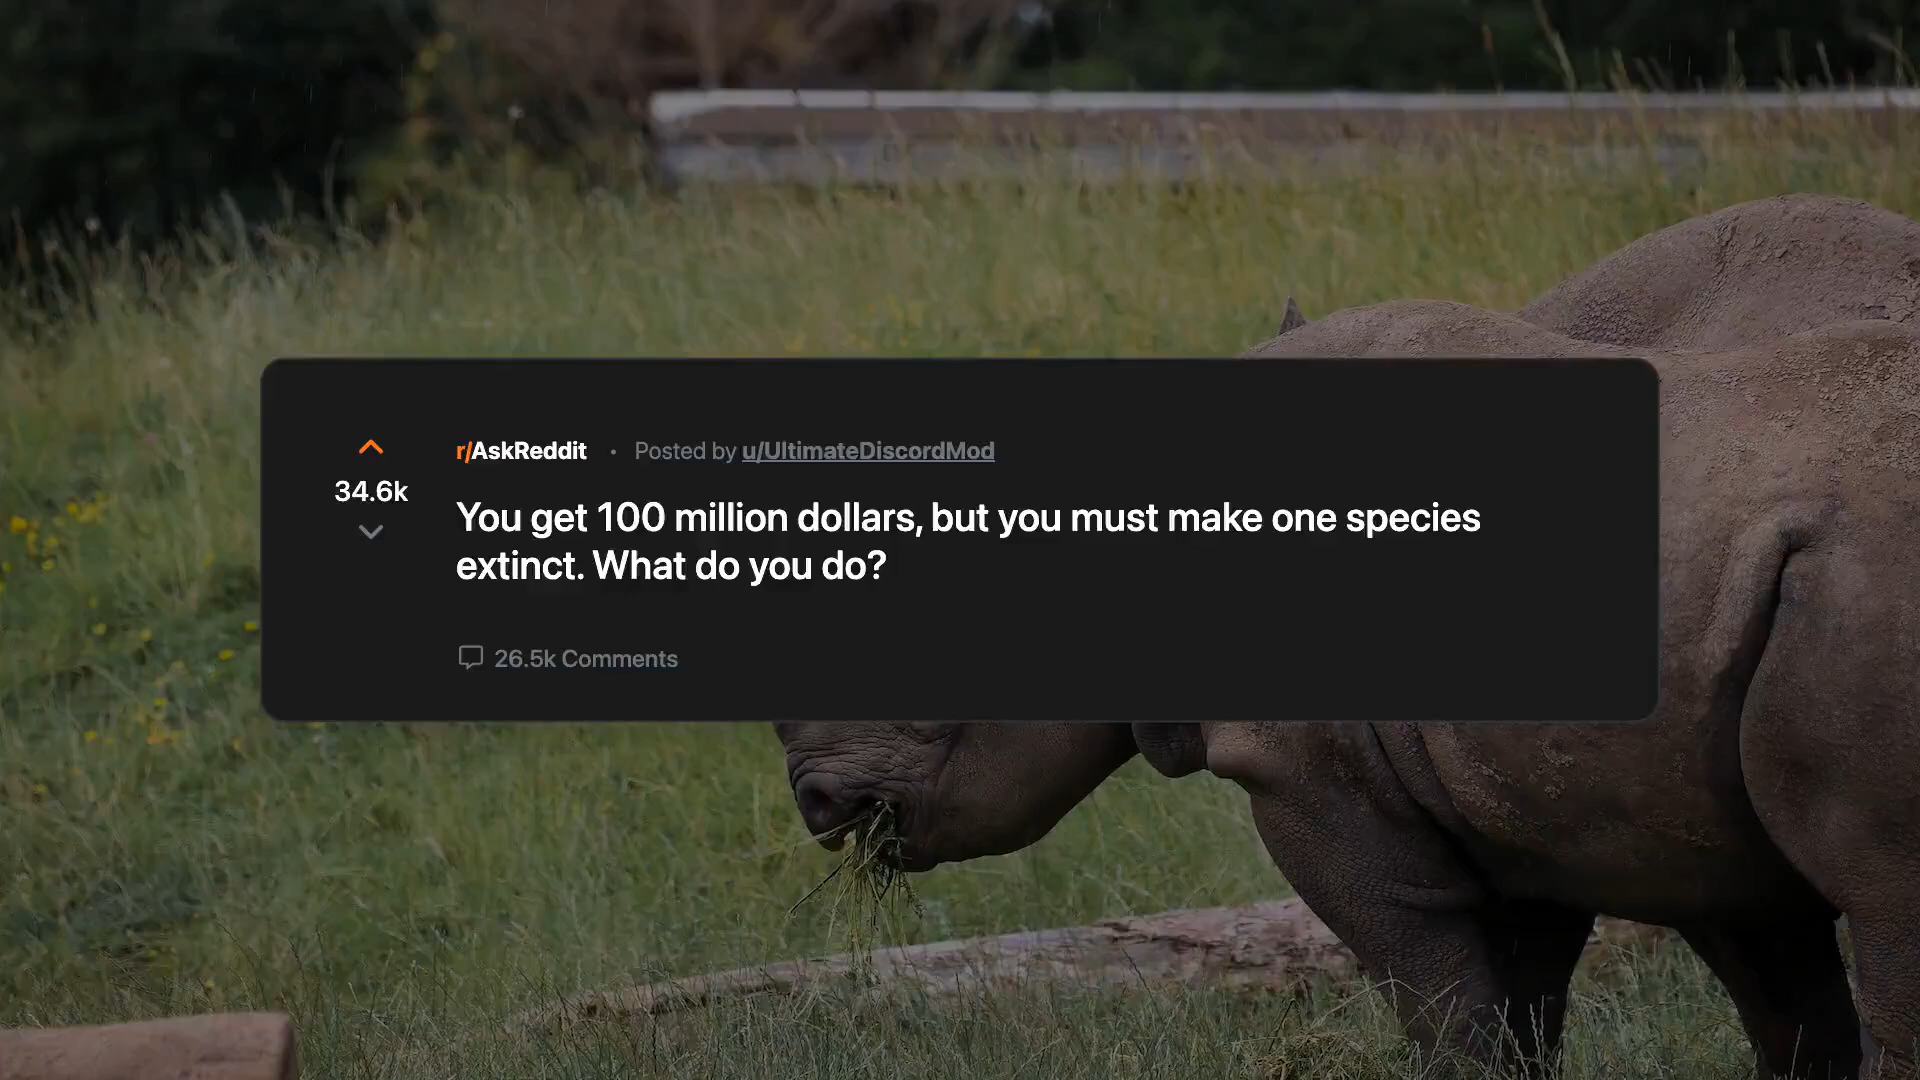 r/AskReddit • Posted by u/UltimateDiscordMod
34.6k
You get 100 million dollars, but you must make one species
extinct. What do you do?
26.5k Comments